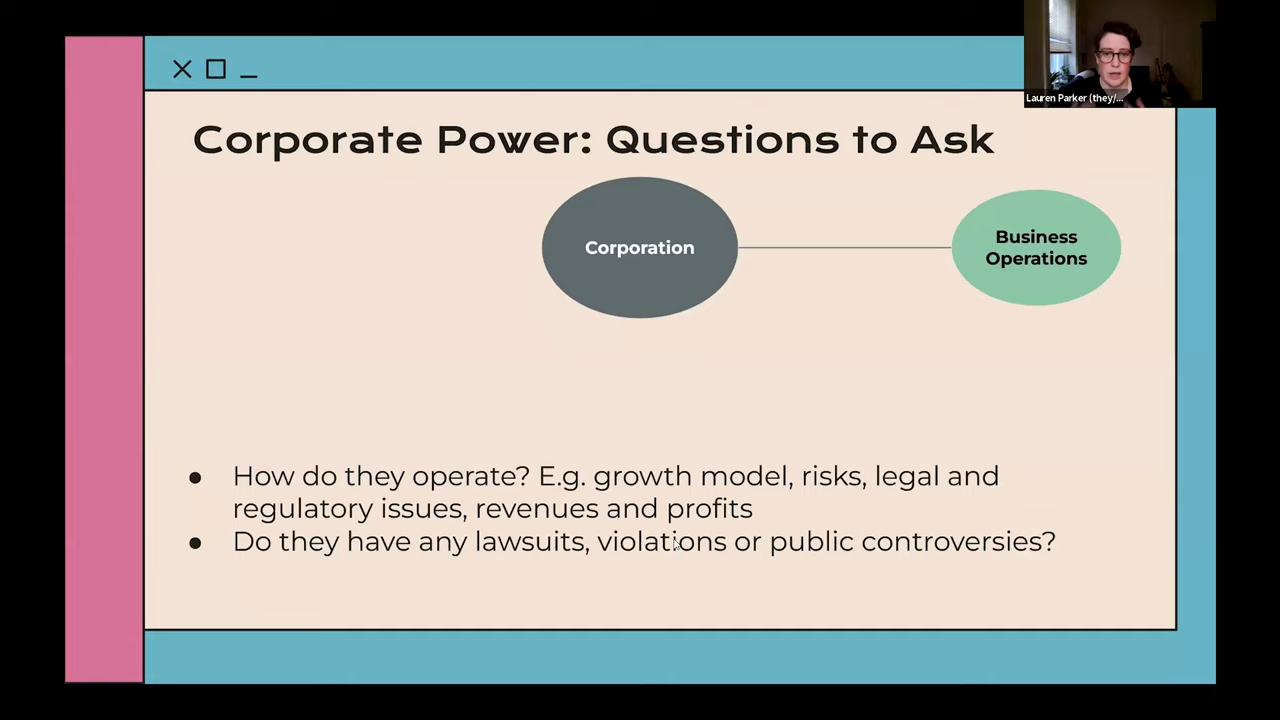 Lauren Parker (they/...
Corporate Power: Questions to Ask
Corporation
Business
Operations
● How do they operate? E.g. growth model, risks, legal and
regulatory issues, revenues and profits
● Do they have any lawsuits, violations or public controversies?